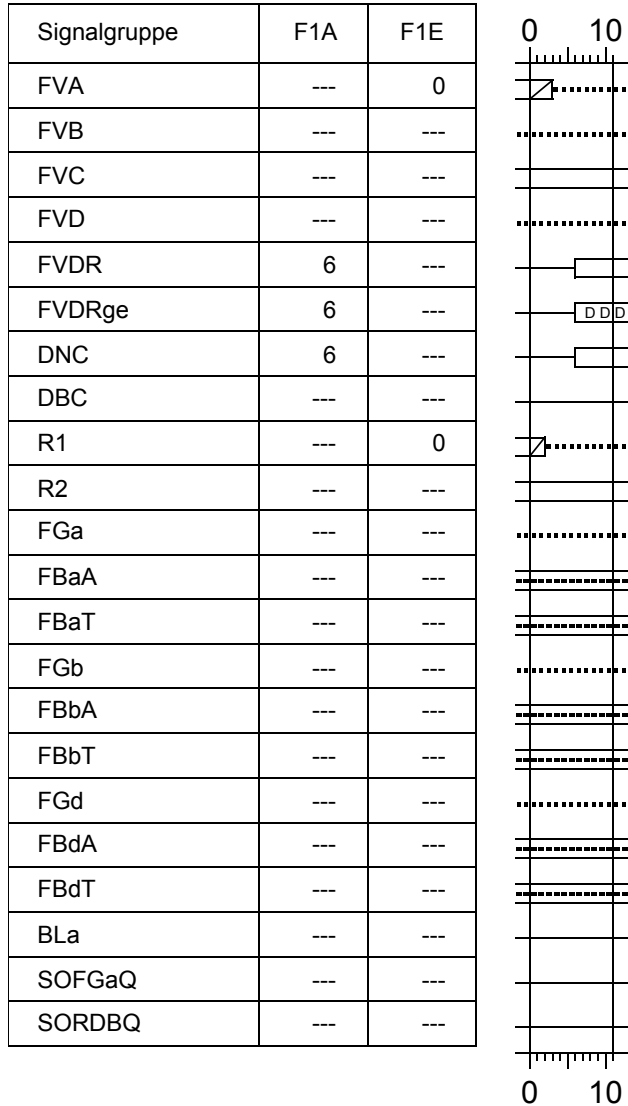 Signalgruppe F1A F1E 0 10
FVA --- 0
FVB --- ---
FVC --- ---
FVD --- ---
FVDR 6 ---
FVDRge 6 --- D D D
DNC 6 ---
DBC --- ---
R1 --- 0
R2 --- ---
FGa --- ---
FBaA --- ---
FBaT --- ---
FGb --- ---
FBbA --- ---
FBbT --- ---
FGd --- ---
FBdA --- ---
FBdT --- ---
BLa --- ---
SOFGaQ --- ---
SORDBQ --- ---
0 10